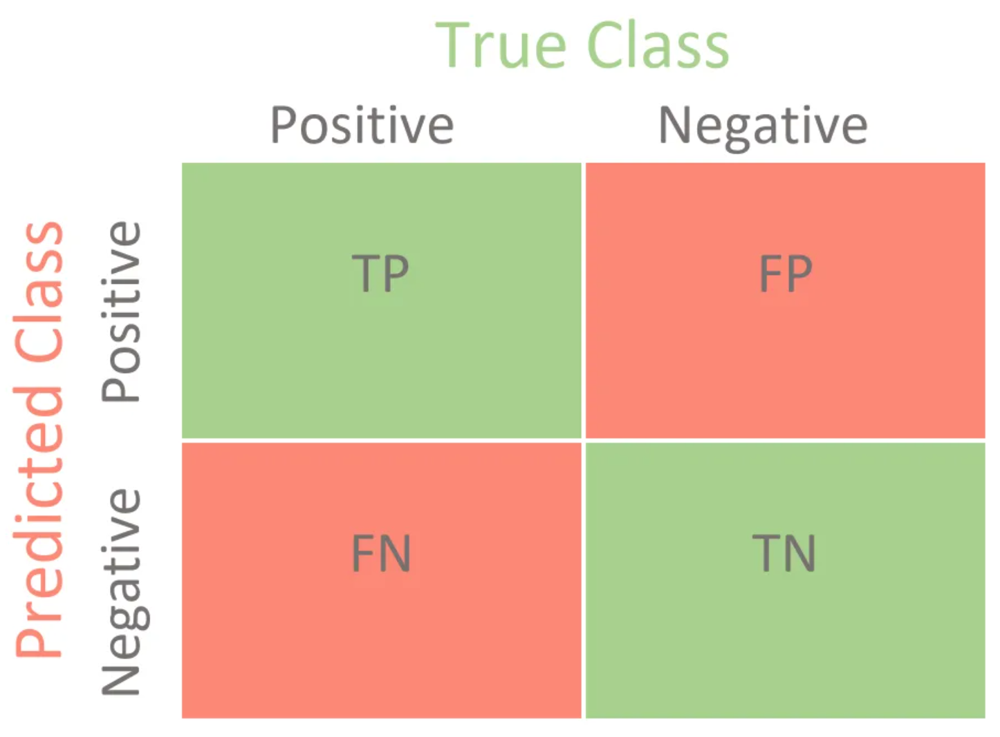 True Class
Positive Negative
Predicted Class
Positive
TP FP
Negative
FN TN